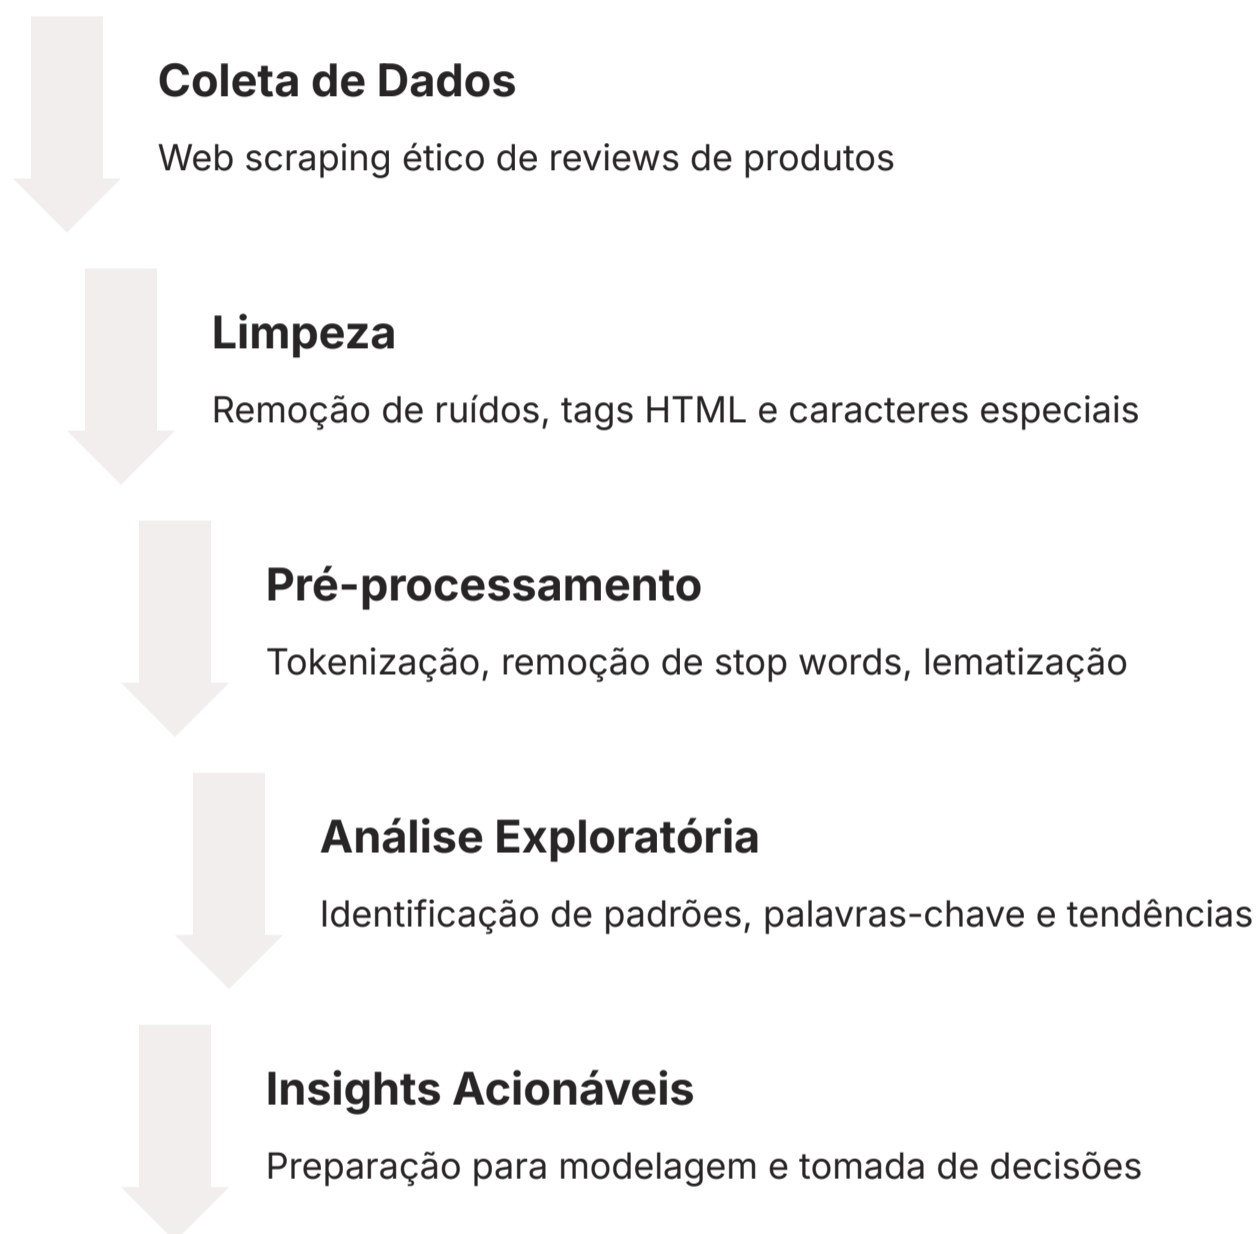 Coleta de Dados
Web scraping ético de reviews de produtos
Limpeza
Remoção de ruídos, tags HTML e caracteres especiais
Pré-processamento
Tokenização, remoção de stop words, lematização
Análise Exploratória
Identificação de padrões, palavras-chave e tendências
Insights Acionáveis
Preparação para modelagem e tomada de decisões